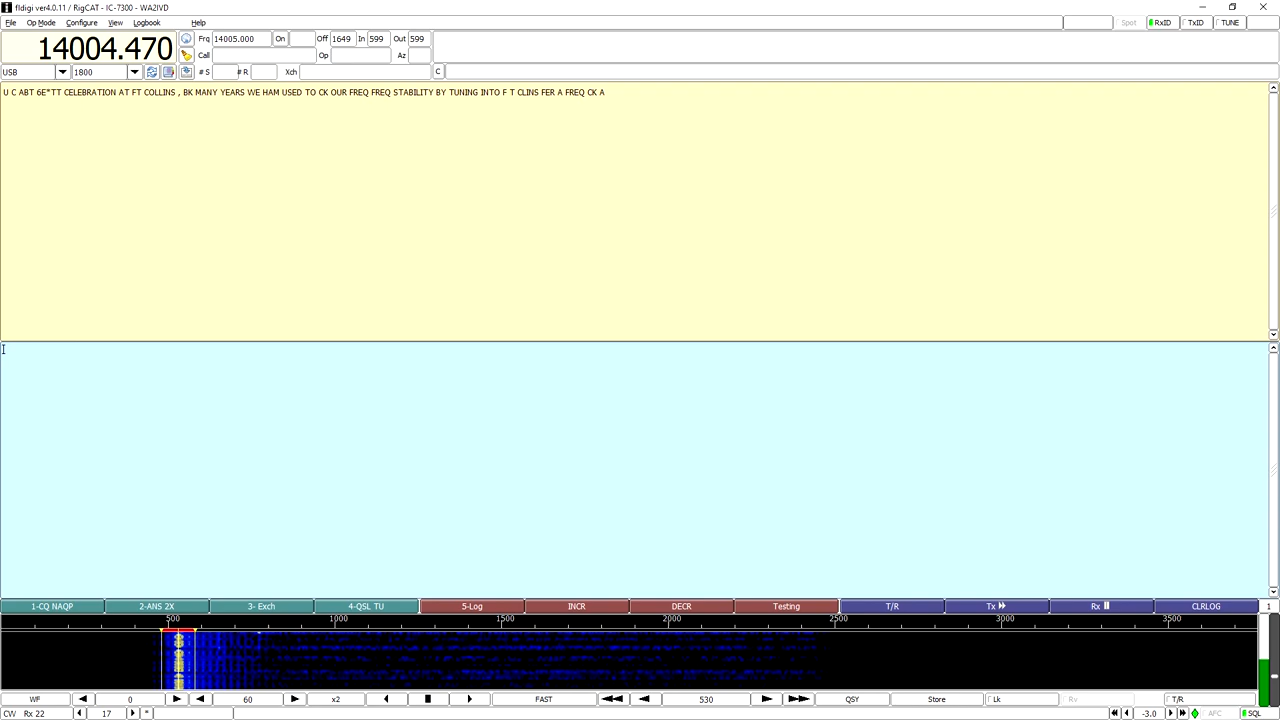 fldigi ver4.0.11 / RigCAT - IC-7300 - WA2IVD
File Op Mode Configure View Logbook Help Spot RxID TxID TUNE
14004.470 Frq 14005.000 On Off 1649 In 599 Out 599
Call Op Az
USB 1800 # S # R Xch C
U C ABT 6E*TT CELEBRATION AT FT COLLINS , BK MANY YEARS WE HAM USED TO CK OUR FREQ FREQ STABILITY BY TUNING INTO F T CLINS FER A FREQ CK A
1-CQ NAQP 2-ANS 2X 3- Exch 4-QSL TU 5-Log INCR DECR Testing T/R Tx Rx CLRLOG 1
500 1000 1500 2000 2500 3000 3500
WF 0 60 x2 FAST 530 QSY Store Lk Rv T/R
CW Rx 22 17 * -3.0 AFC SQL